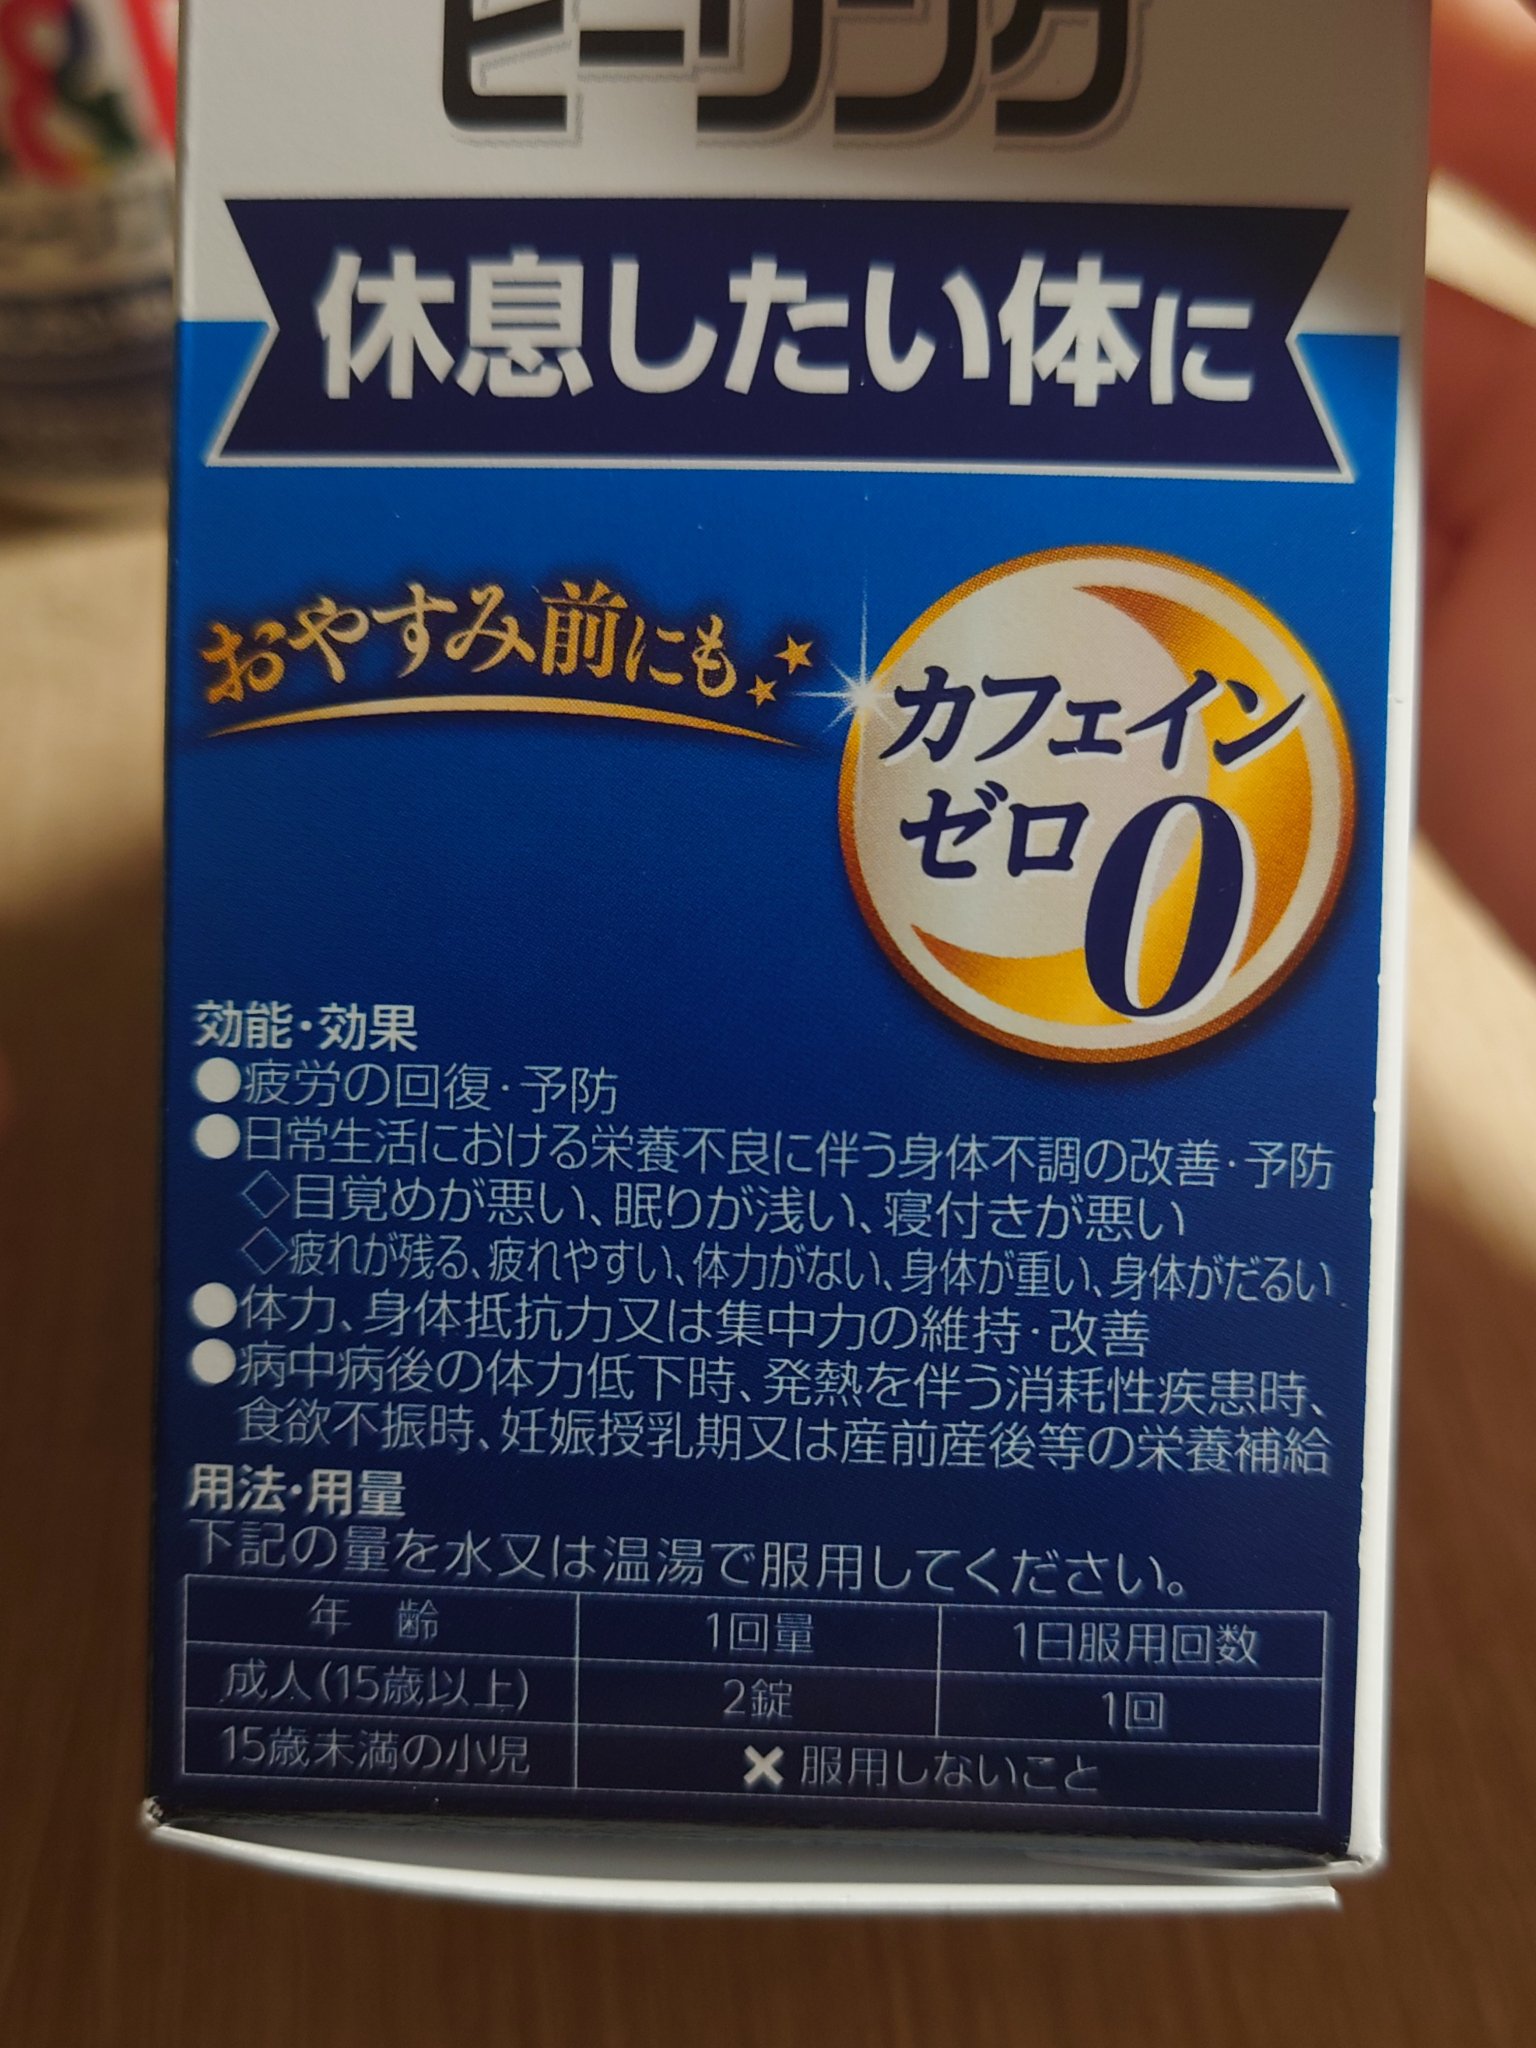 ヒーリング
休息したい体に
おやすみ前にも
カフェイン
ゼロ0
効能・効果
●疲労の回復・予防
●日常生活における栄養不良に伴う身体不調の改善・予防
◇目覚めが悪い、眠りが浅い、寝付きが悪い
◇疲れが残る、疲れやすい、体力がない、身体が重い、身体がだるい
●体力、身体抵抗力又は集中力の維持・改善
●病中病後の体力低下時、発熱を伴う消耗性疾患時、
食欲不振時、妊娠授乳期又は産前産後等の栄養補給
用法・用量
下記の量を水又は温湯で服用してください。
年 齢 1回量 1日服用回数
成人(15歳以上) 2錠 1回
15歳未満の小児 ✕服用しないこと